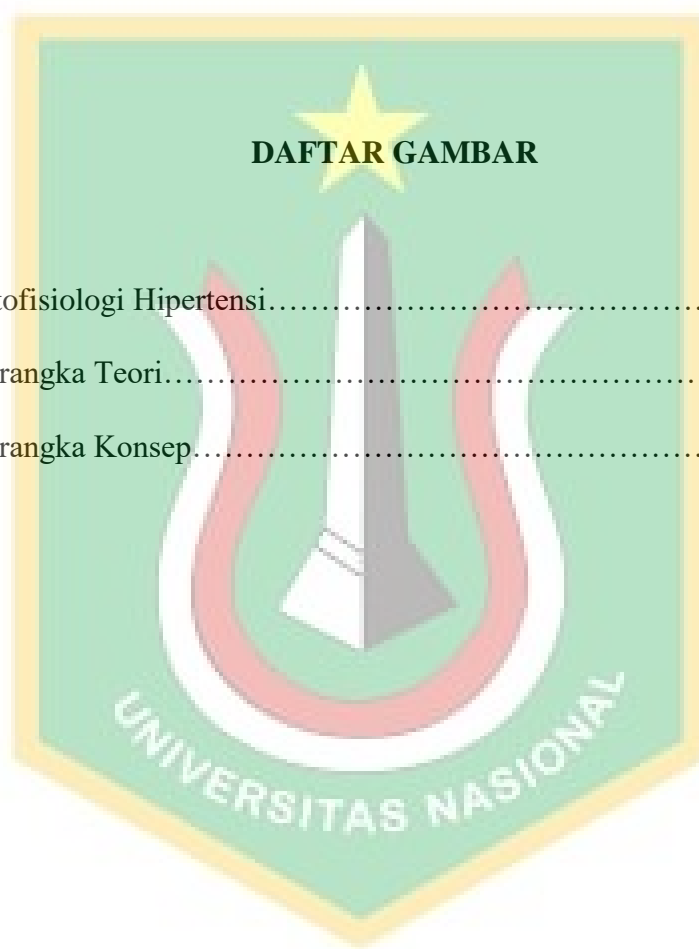 DAFTAR GAMBAR
tofisiologi Hipertensi.......................................................
rangka Teori.......................................................................
rangka Konsep..................................................................
UNIVERSITAS NASIONAL